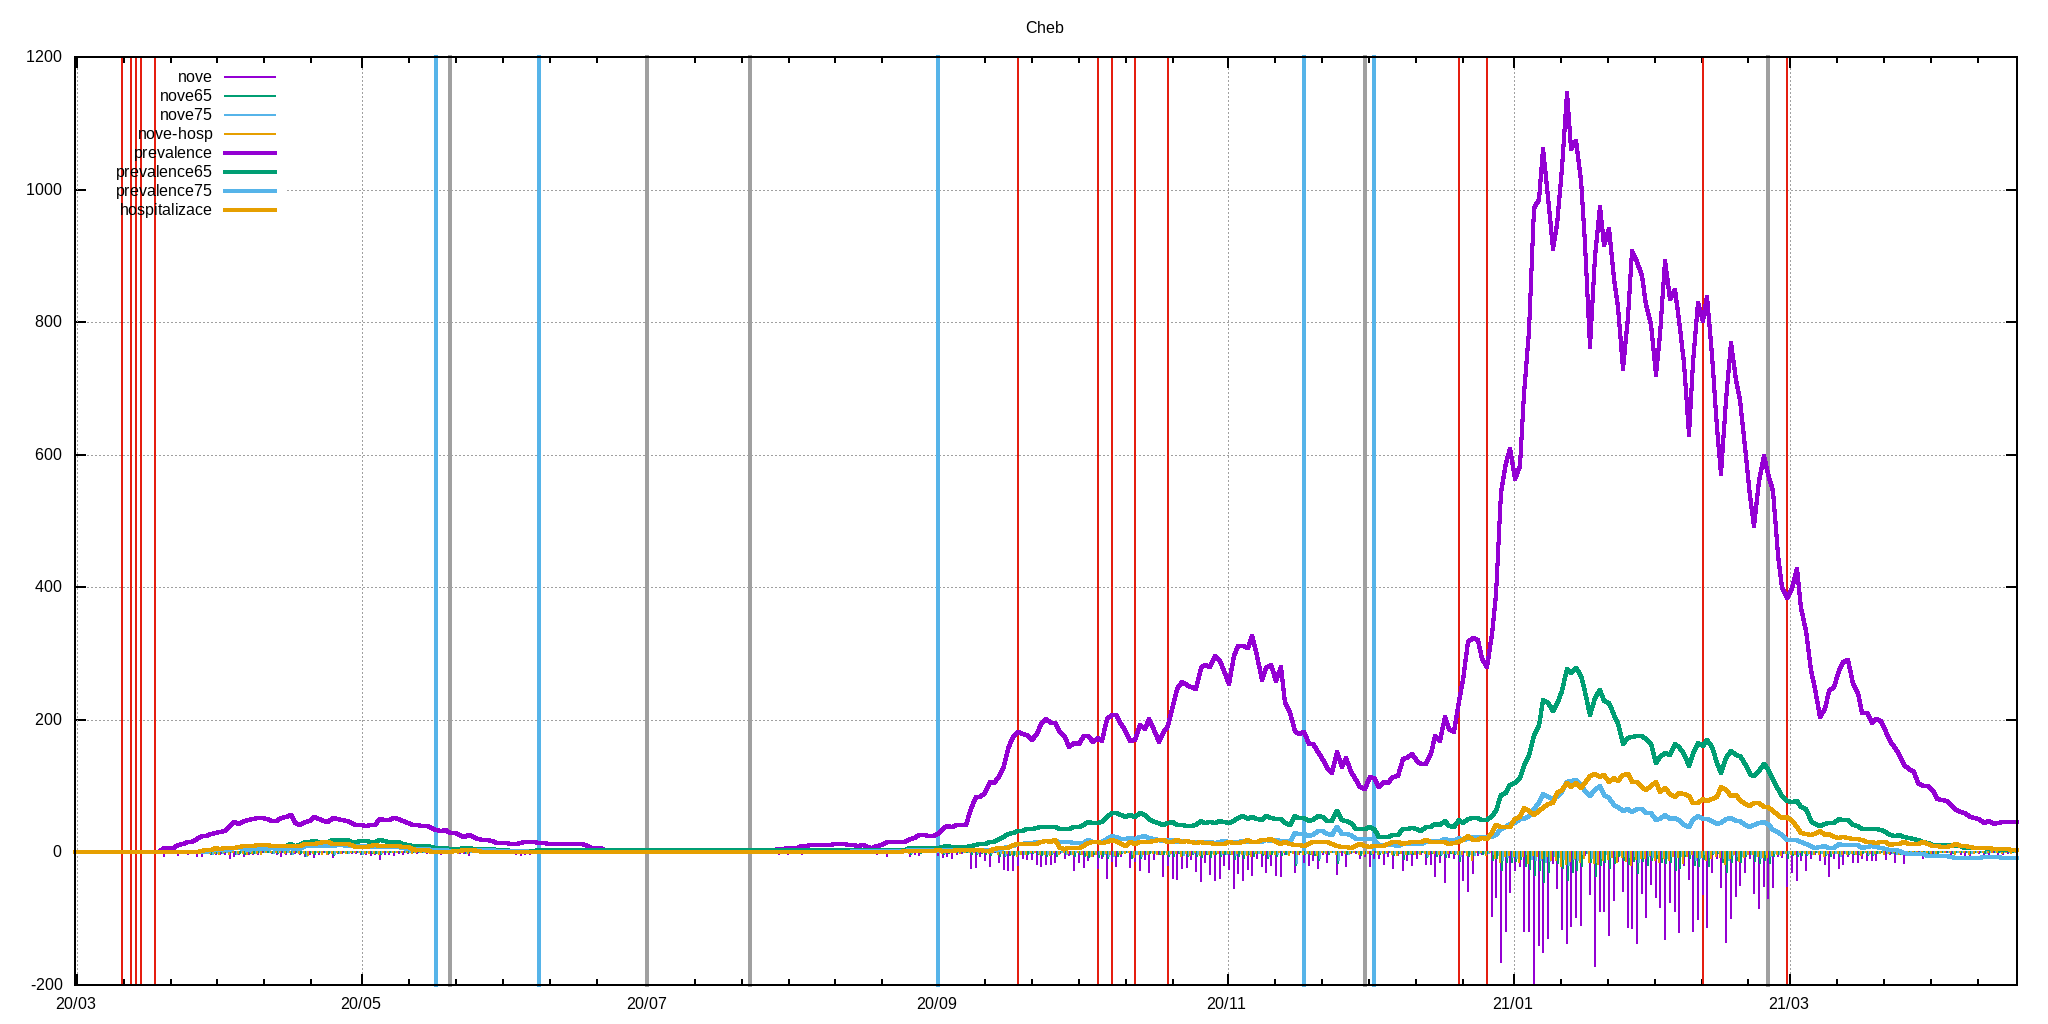 Cheb
1200
1000
800
600
400
200
0
-200
nove
nove65
nove75
nove-hosp
prevalence
prevalence65
prevalence75
hospitalizace
20/03 20/05 20/07 20/09 20/11 21/01 21/03